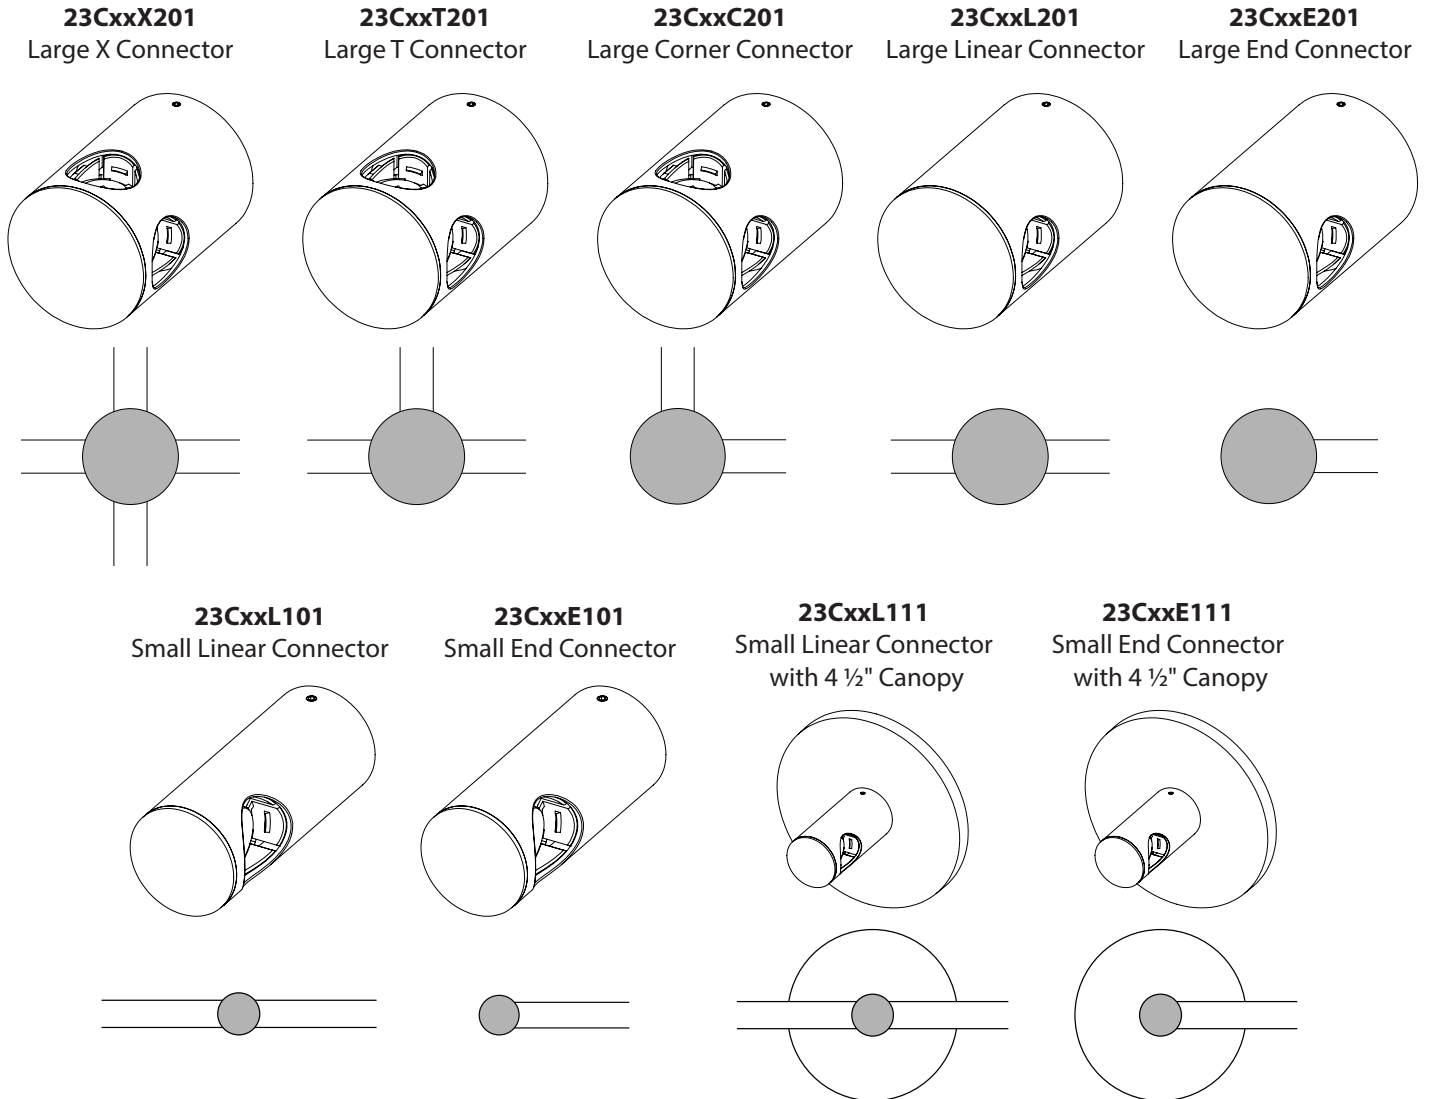 23CxxX201
Large X Connector
23CxxT201
Large T Connector
23CxxC201
Large Corner Connector
23CxxL201
Large Linear Connector
23CxxE201
Large End Connector
23CxxL101
Small Linear Connector
23CxxE101
Small End Connector
23CxxL111
Small Linear Connector
with 4 ½" Canopy
23CxxE111
Small End Connector
with 4 ½" Canopy